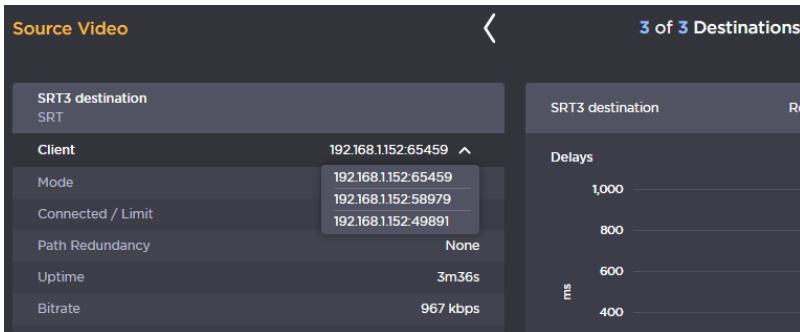 Source Video
3 of 3 Destinations
SRT3 destination
SRT
Client 192.168.1.152:65459
192.168.1.152:65459
192.168.1.152:58979
192.168.1.152:49891
Mode
Connected / Limit
Path Redundancy None
Uptime 3m36s
Bitrate 967 kbps
SRT3 destination
Delays
1,000
800
600
400
ms